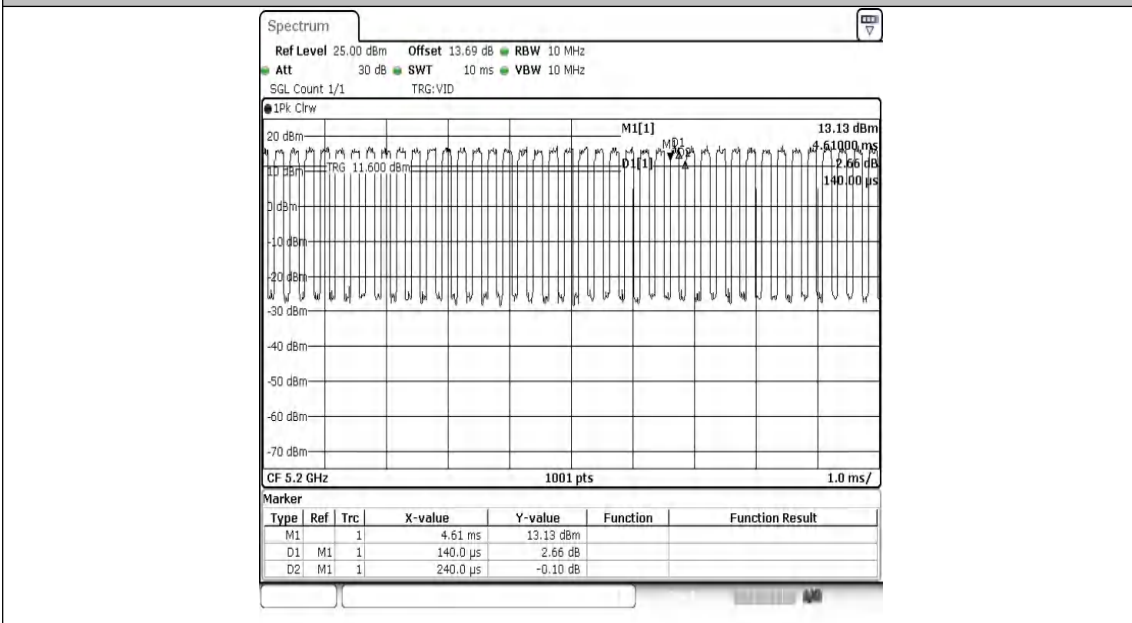 Spectrum
Ref Level 25.00 dBm Offset 13.69 dB RBW 10 MHz
Att 30 dB SWT 10 ms VBW 10 MHz
SGL Count 1/1 TRG:VID
1Pk Clrw
M1[1] 13.13 dBm
20 dBm
M1 D1
4.61000 ms
D2
D1[1] 2.66 dB
10 dBm TRG 11.600 dBm
140.00 µs
0 dBm
-10 dBm
-20 dBm
-30 dBm
-40 dBm
-50 dBm
-60 dBm
-70 dBm
CF 5.2 GHz 1001 pts 1.0 ms/
Marker
Type Ref Trc X-value Y-value Function Function Result
M1 1 4.61 ms 13.13 dBm
D1 M1 1 140.0 µs 2.66 dB
D2 M1 1 240.0 µs -0.10 dB